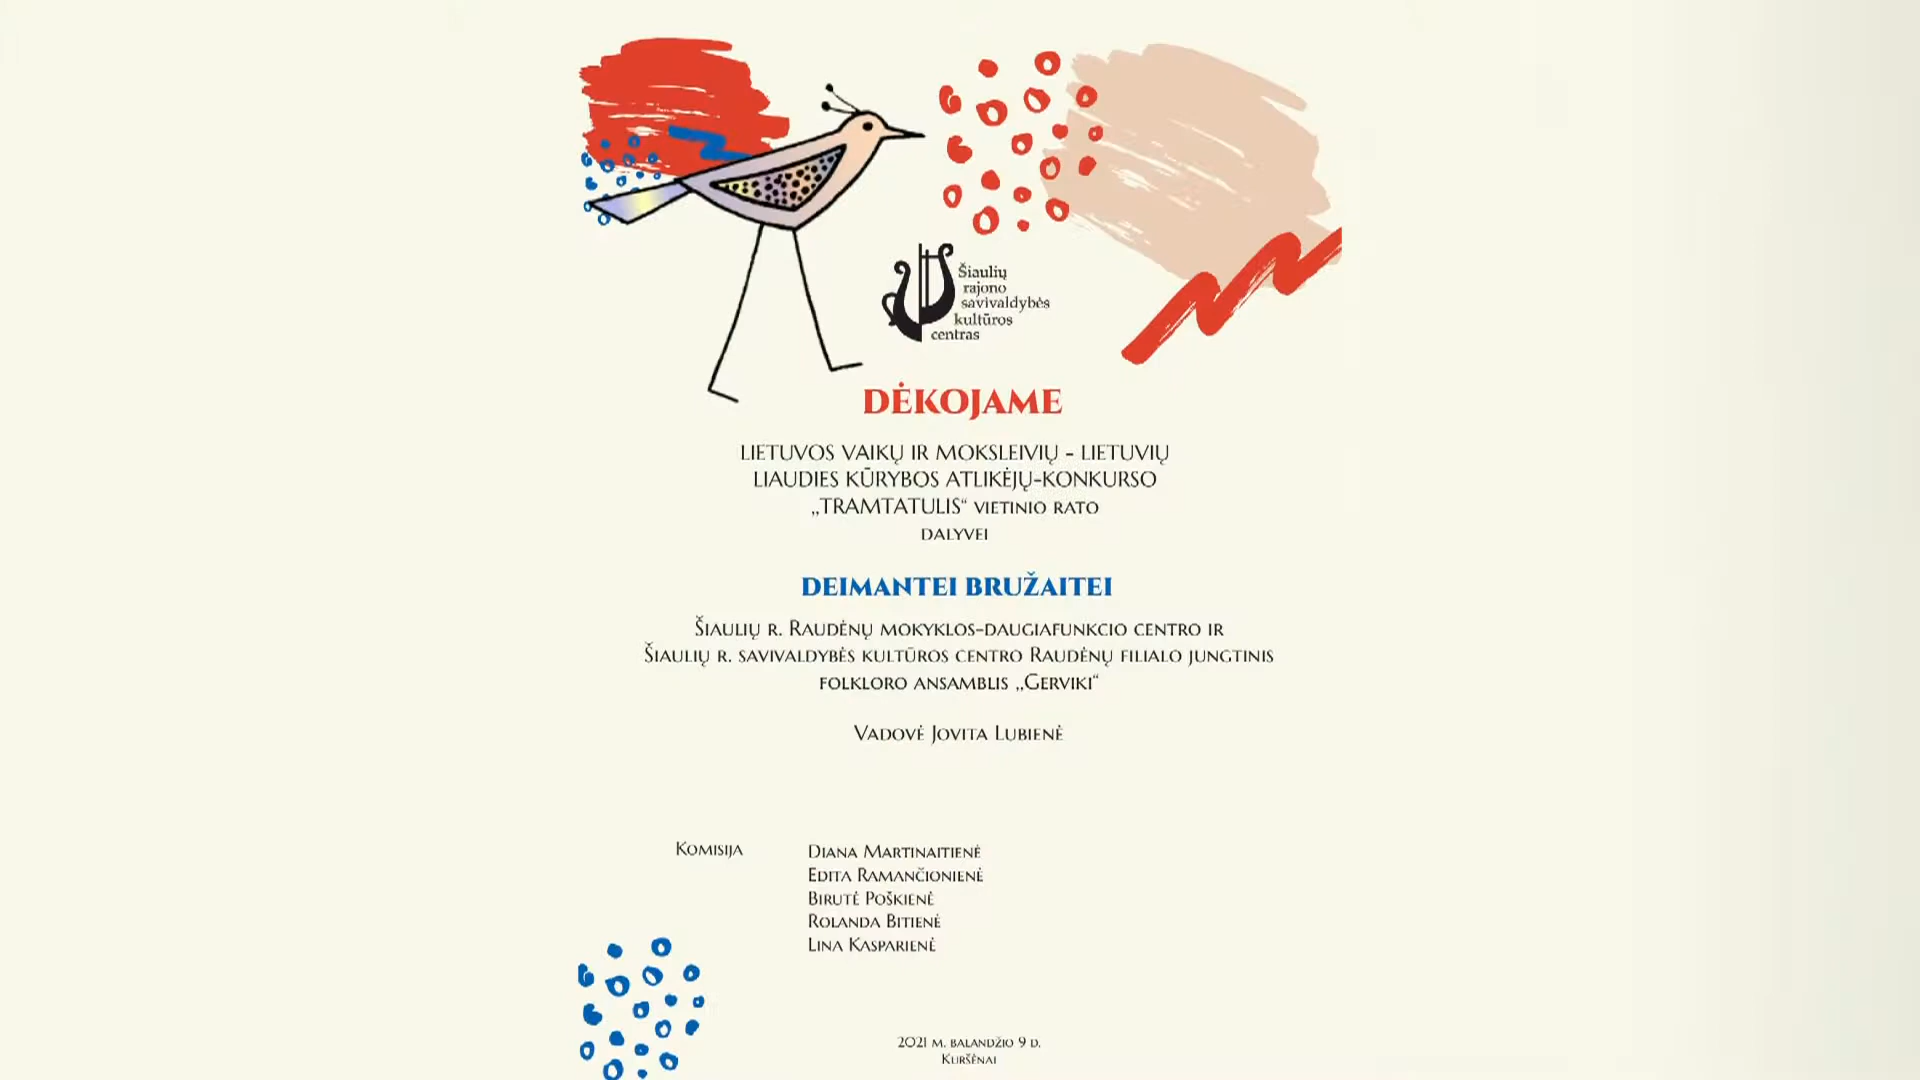 Šiaulių
rajono
savivaldybės
kultūros
centras
DĖKOJAME
LIETUVOS VAIKŲ IR MOKSLEIVIŲ - LIETUVIŲ
LIAUDIES KŪRYBOS ATLIKĖJŲ-KONKURSO
„TRAMTATULIS“ VIETINIO RATO
DALYVEI
DEIMANTEI BRUŽAITEI
ŠIAULIŲ R. RAUDĖNŲ MOKYKLOS-DAUGIAFUNKCIO CENTRO IR
ŠIAULIŲ R. SAVIVALDYBĖS KULTŪROS CENTRO RAUDĖNŲ FILIALO JUNGTINIS
FOLKLORO ANSAMBLIS „GERVIKI“
VADOVĖ JOVITA LUBIENĖ
KOMISIJA
DIANA MARTINAITIENĖ
EDITA RAMANČIONIENĖ
BIRUTĖ POŠKIENĖ
ROLANDA BITIENĖ
LINA KASPARIENĖ
2021 M. BALANDŽIO 9 D.
KURŠĖNAI